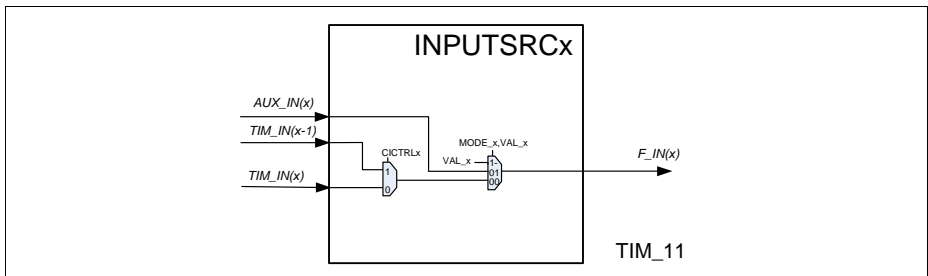 INPUTSRCx
AUX_IN(x)
TIM_IN(x-1)
CICTRLx
MODE_x,VAL_x
VAL_x
1-
01
00
F_IN(x)
1
0
TIM_IN(x)
TIM_11